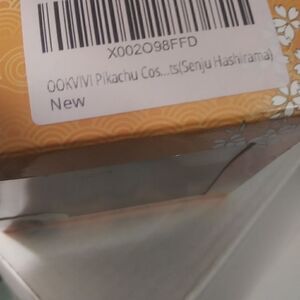 X002O98FFD
OOKVIVI Pikachu Cos...ts(Senju Hashirama)
New